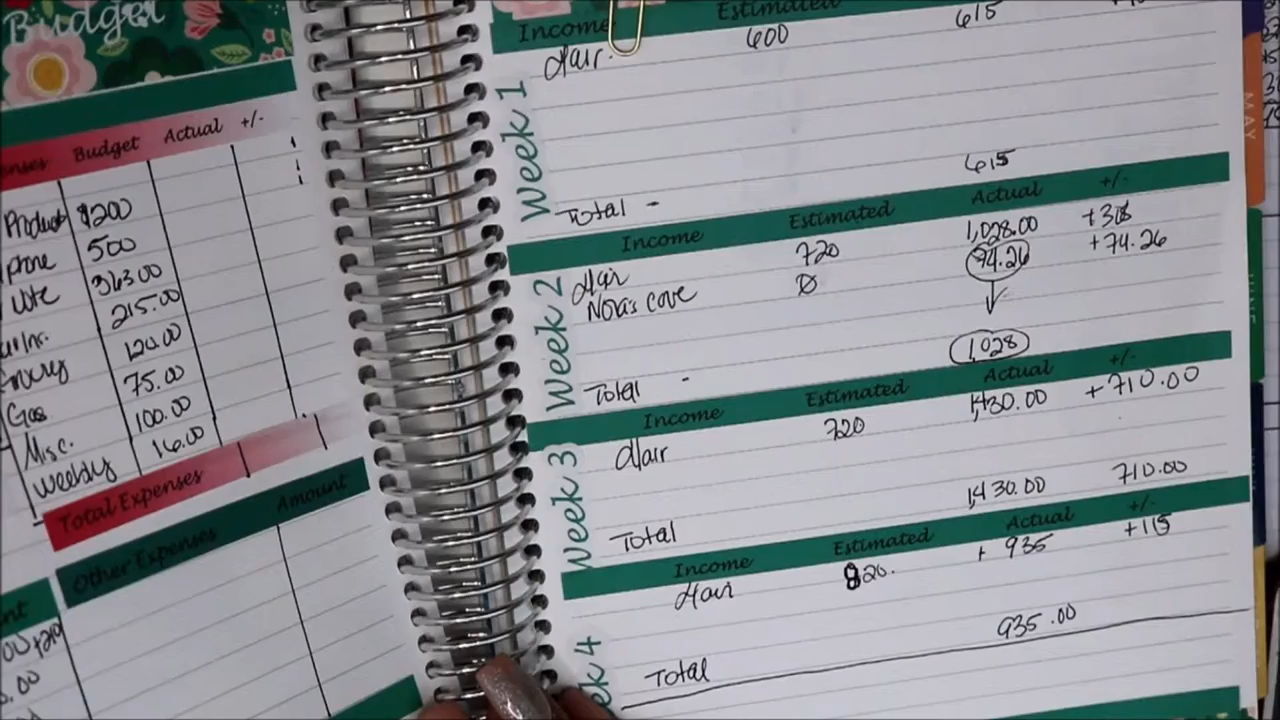 Budget
Budget Actual +/-
Product $200
phone 500
363.00
215.00
120.00
Gas 75.00
Misc. 100.00
Weekly 16.00
Total Expenses
Other Expenses Amount
Week 1
Income Estimated
Hair. 600 615
Total - 615
Week 2
Income Estimated Actual +/-
Hair 720 1,028.00 +308
Nova's Cove Ø 74.26 +74.26
Total - 1,028
Week 3
Income Estimated Actual +/-
Hair 720 1,430.00 +710.00
Total 1,430.00 710.00
Income Estimated Actual +/-
Hair 820. + 935 +115
Total 935.00
MAY